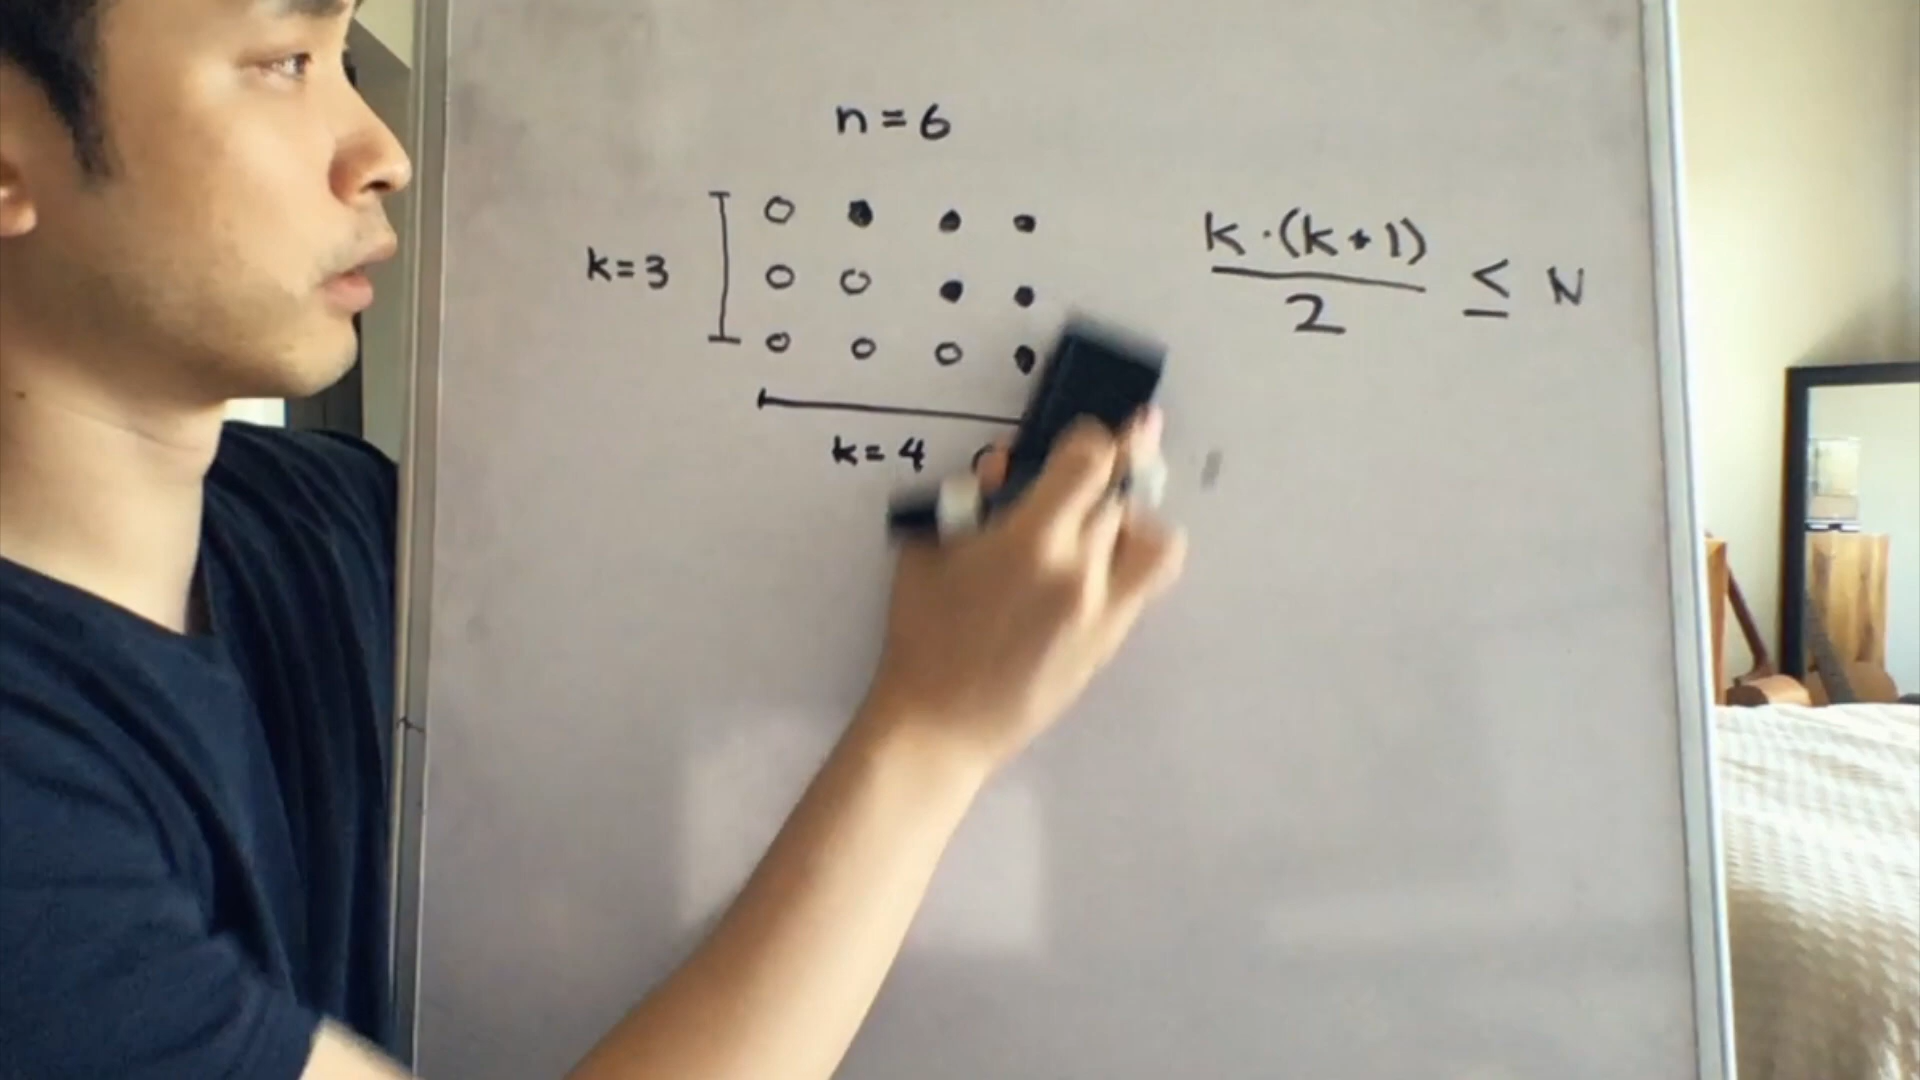 n = 6
k = 3
k = 4 (
k · (k + 1)
2
≤ N